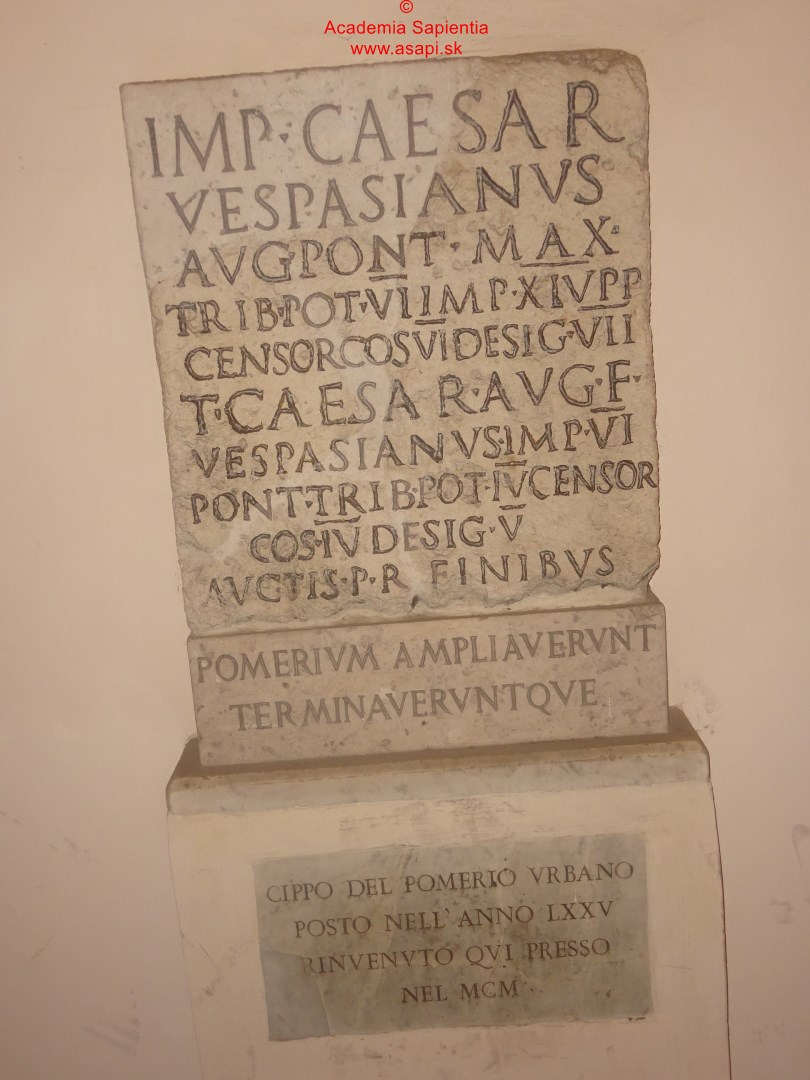 ©
Academia Sapientia
www.asapi.sk
IMP·CAESAR
VESPASIANVS
AVG·PONT·MAX·
TRIB·POT·VII IMP·XIV PP
CENSOR COS VI DESIG·VII
T·CAESAR·AVG·F·
VESPASIANVS·IMP·VI
PONT·TRIB·POT·IV CENSOR
COS·IV DESIG·V
AVCTIS·P·R FINIBVS
POMERIVM AMPLIAVERVNT
TERMINAVERVNTQVE
CIPPO DEL POMERIO VRBANO
POSTO NELL' ANNO LXXV
RINVENVTO QVI PRESSO
NEL MCM